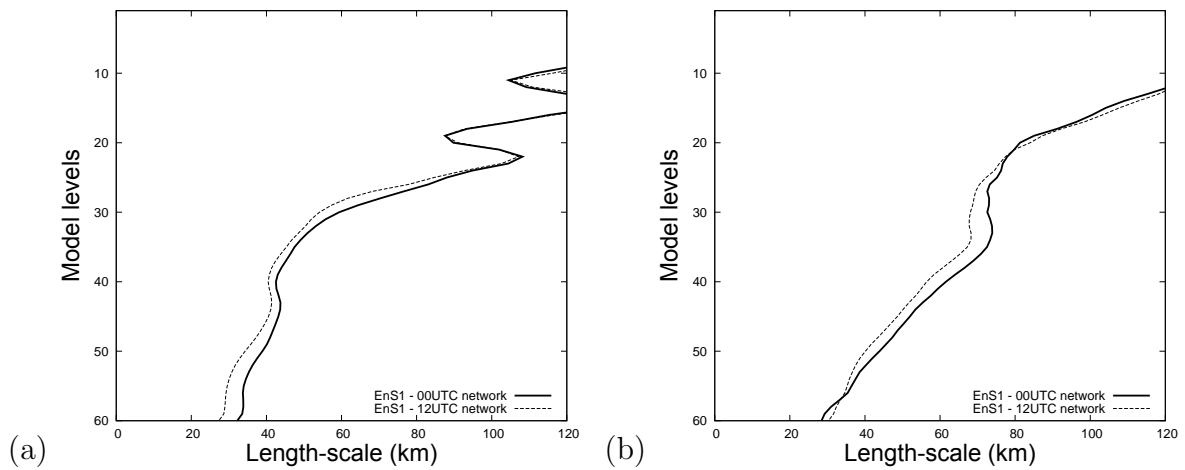 10
20
30
40
50
60
0
20
40
60
80
100
120
Model levels
Length-scale (km)
EnS1 - 00UTC network
EnS1 - 12UTC network
(a)
10
20
30
40
50
60
0
20
40
60
80
100
120
Model levels
Length-scale (km)
EnS1 - 00UTC network
EnS1 - 12UTC network
(b)